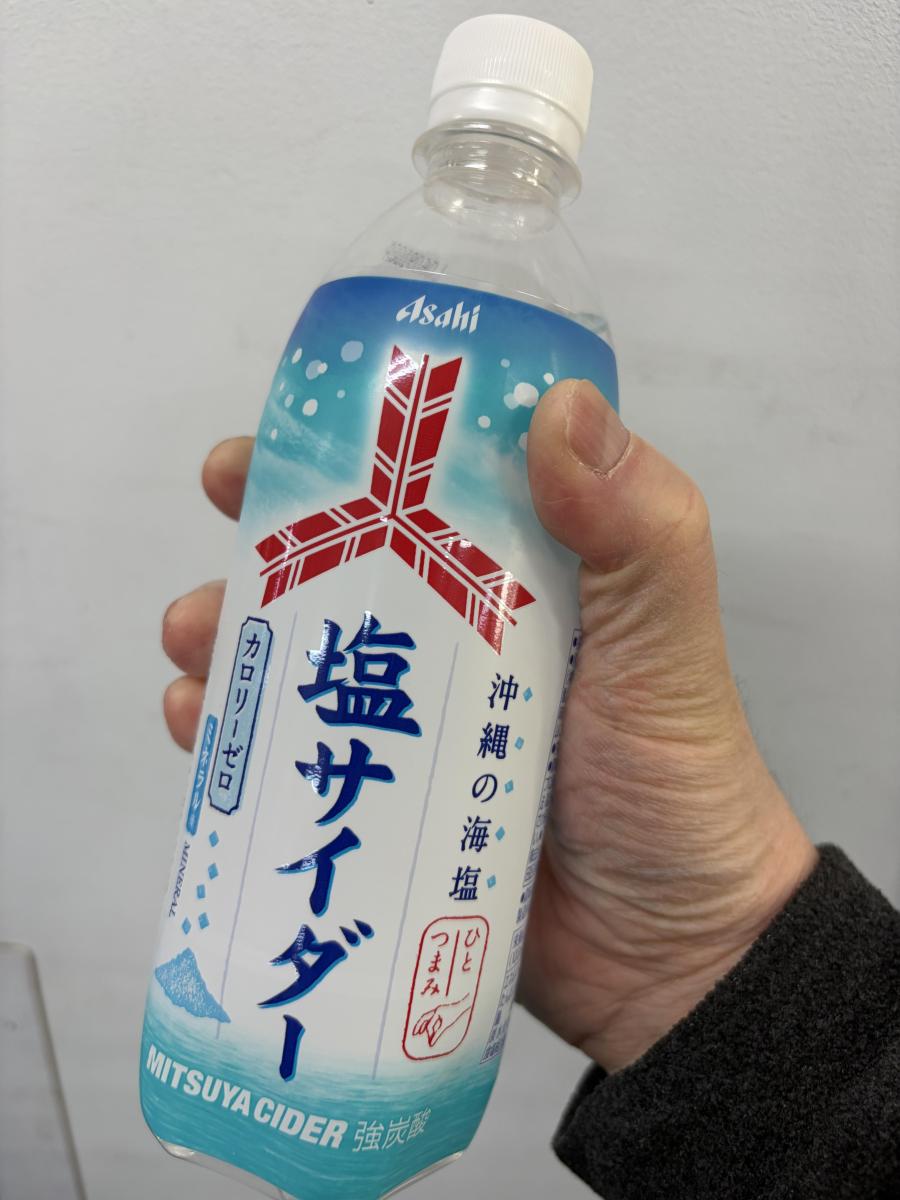 Asahi
沖縄の海塩
ひと
つまみ
塩サイダー
カロリーゼロ
ミネラル
MINERAL
MITSUYA CIDER 強炭酸